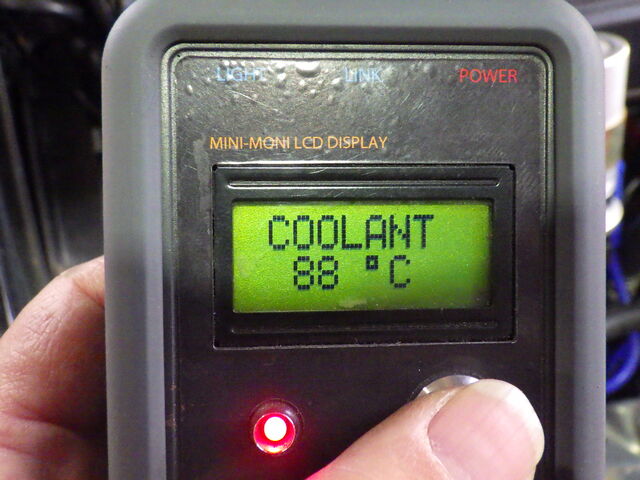 LIGHT LINK POWER
MINI-MONI LCD DISPLAY
COOLANT
88 °C